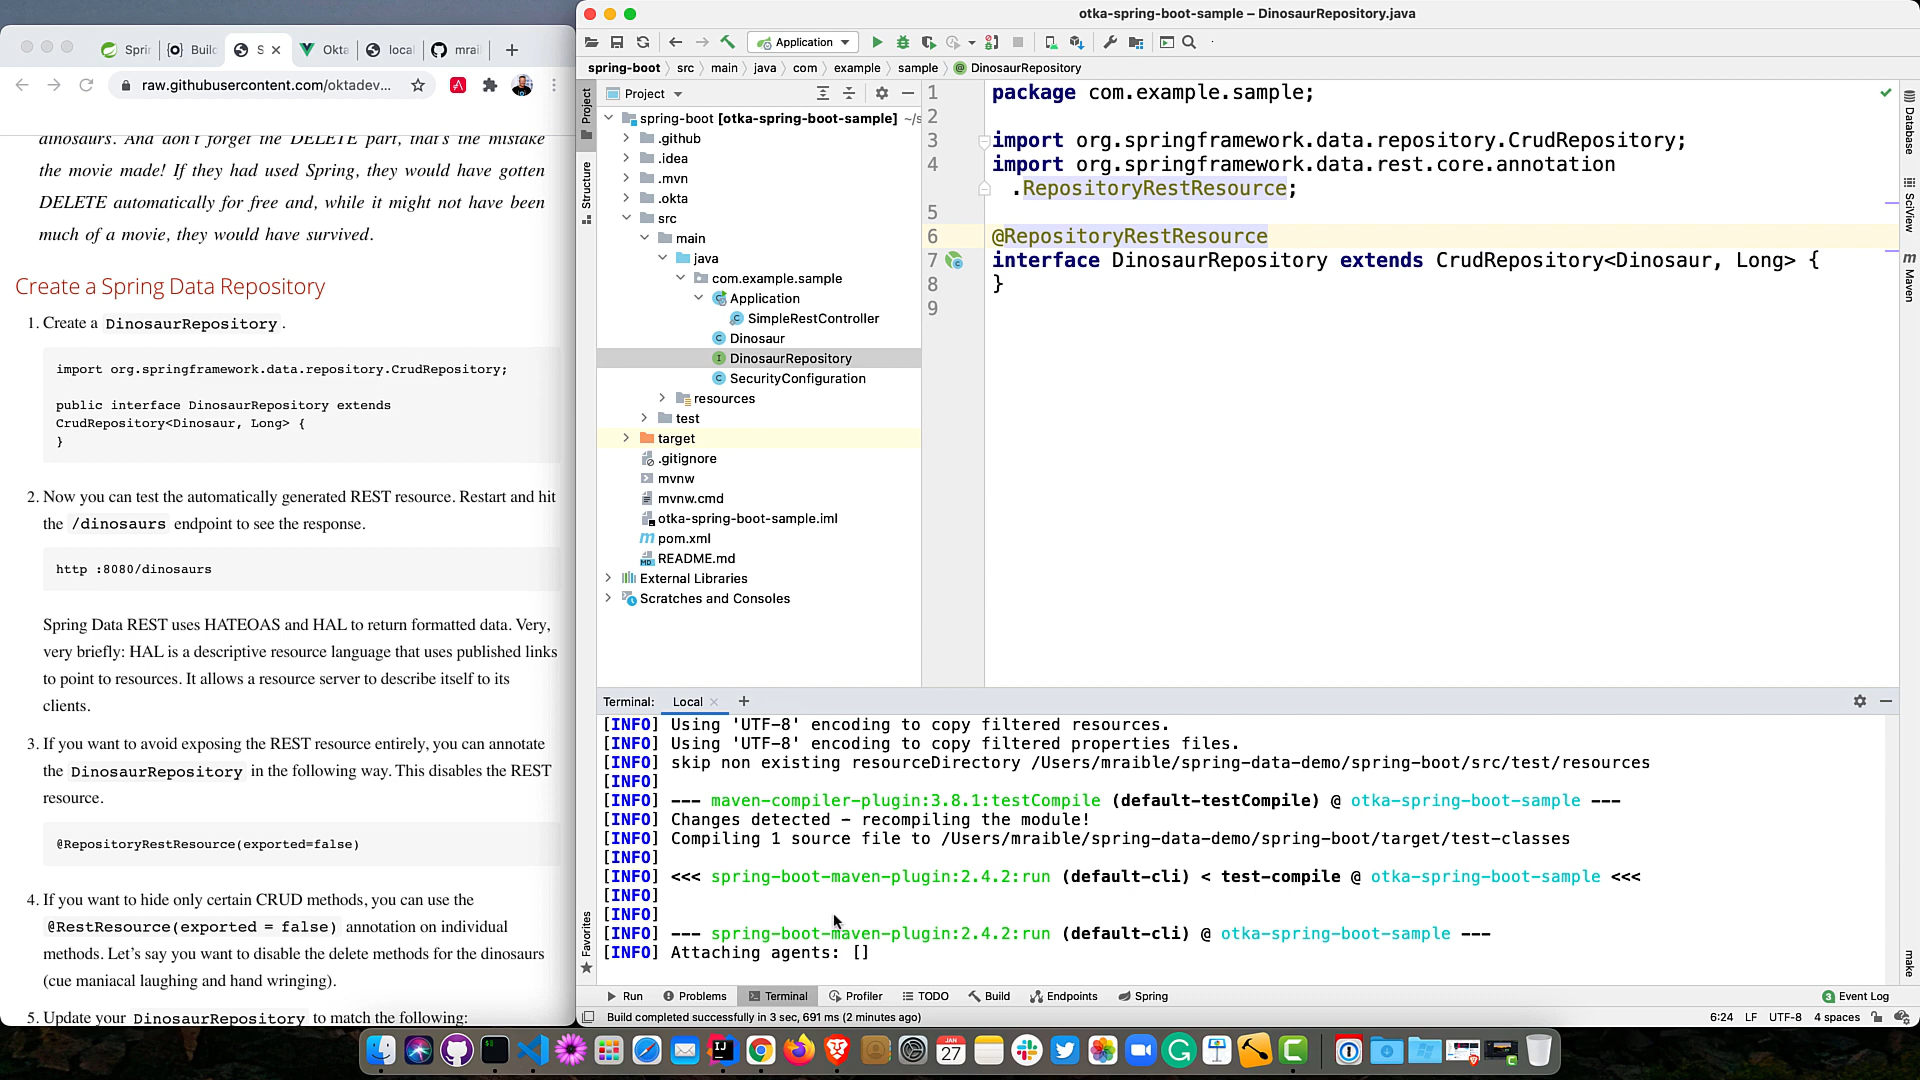 otka-spring-boot-sample – DinosaurRepository.java
Sprin
Builc
S
Okta
local
mrai
raw.githubusercontent.com/oktadev...
dinosaurs. And don't forget the DELETE part, that's the mistake
the movie made! If they had used Spring, they would have gotten
DELETE automatically for free and, while it might not have been
much of a movie, they would have survived.
Create a Spring Data Repository
1. Create a DinosaurRepository.
import org.springframework.data.repository.CrudRepository;
public interface DinosaurRepository extends
CrudRepository<Dinosaur, Long> {
}
2. Now you can test the automatically generated REST resource. Restart and hit
the /dinosaurs endpoint to see the response.
http :8080/dinosaurs
Spring Data REST uses HATEOAS and HAL to return formatted data. Very,
very briefly: HAL is a descriptive resource language that uses published links
to point to resources. It allows a resource server to describe itself to its
clients.
3. If you want to avoid exposing the REST resource entirely, you can annotate
the DinosaurRepository in the following way. This disables the REST
resource.
@RepositoryRestResource(exported=false)
4. If you want to hide only certain CRUD methods, you can use the
@RestResource(exported = false) annotation on individual
methods. Let's say you want to disable the delete methods for the dinosaurs
(cue maniacal laughing and hand wringing).
5. Update your DinosaurRepository to match the following:
Application
spring-boot
src
main
java
com
example
sample
DinosaurRepository
Project
Structure
Favorites
Project
spring-boot [otka-spring-boot-sample] ~/s
.github
.idea
.mvn
.okta
src
main
java
com.example.sample
Application
SimpleRestController
Dinosaur
DinosaurRepository
SecurityConfiguration
resources
test
target
.gitignore
mvnw
mvnw.cmd
otka-spring-boot-sample.iml
pom.xml
README.md
External Libraries
Scratches and Consoles
1 package com.example.sample;
2
3 import org.springframework.data.repository.CrudRepository;
4 import org.springframework.data.rest.core.annotation
.RepositoryRestResource;
5
6 @RepositoryRestResource
7 interface DinosaurRepository extends CrudRepository<Dinosaur, Long> {
8 }
9
Database
SciView
Maven
make
Terminal:
Local
[INFO] Using 'UTF-8' encoding to copy filtered resources.
[INFO] Using 'UTF-8' encoding to copy filtered properties files.
[INFO] skip non existing resourceDirectory /Users/mraible/spring-data-demo/spring-boot/src/test/resources
[INFO]
[INFO] --- maven-compiler-plugin:3.8.1:testCompile (default-testCompile) @ otka-spring-boot-sample ---
[INFO] Changes detected - recompiling the module!
[INFO] Compiling 1 source file to /Users/mraible/spring-data-demo/spring-boot/target/test-classes
[INFO]
[INFO] <<< spring-boot-maven-plugin:2.4.2:run (default-cli) < test-compile @ otka-spring-boot-sample <<<
[INFO]
[INFO]
[INFO] --- spring-boot-maven-plugin:2.4.2:run (default-cli) @ otka-spring-boot-sample ---
[INFO] Attaching agents: []
Run
Problems
Terminal
Profiler
TODO
Build
Endpoints
Spring
3 Event Log
Build completed successfully in 3 sec, 691 ms (2 minutes ago)
6:24 LF UTF-8 4 spaces
JAN
27